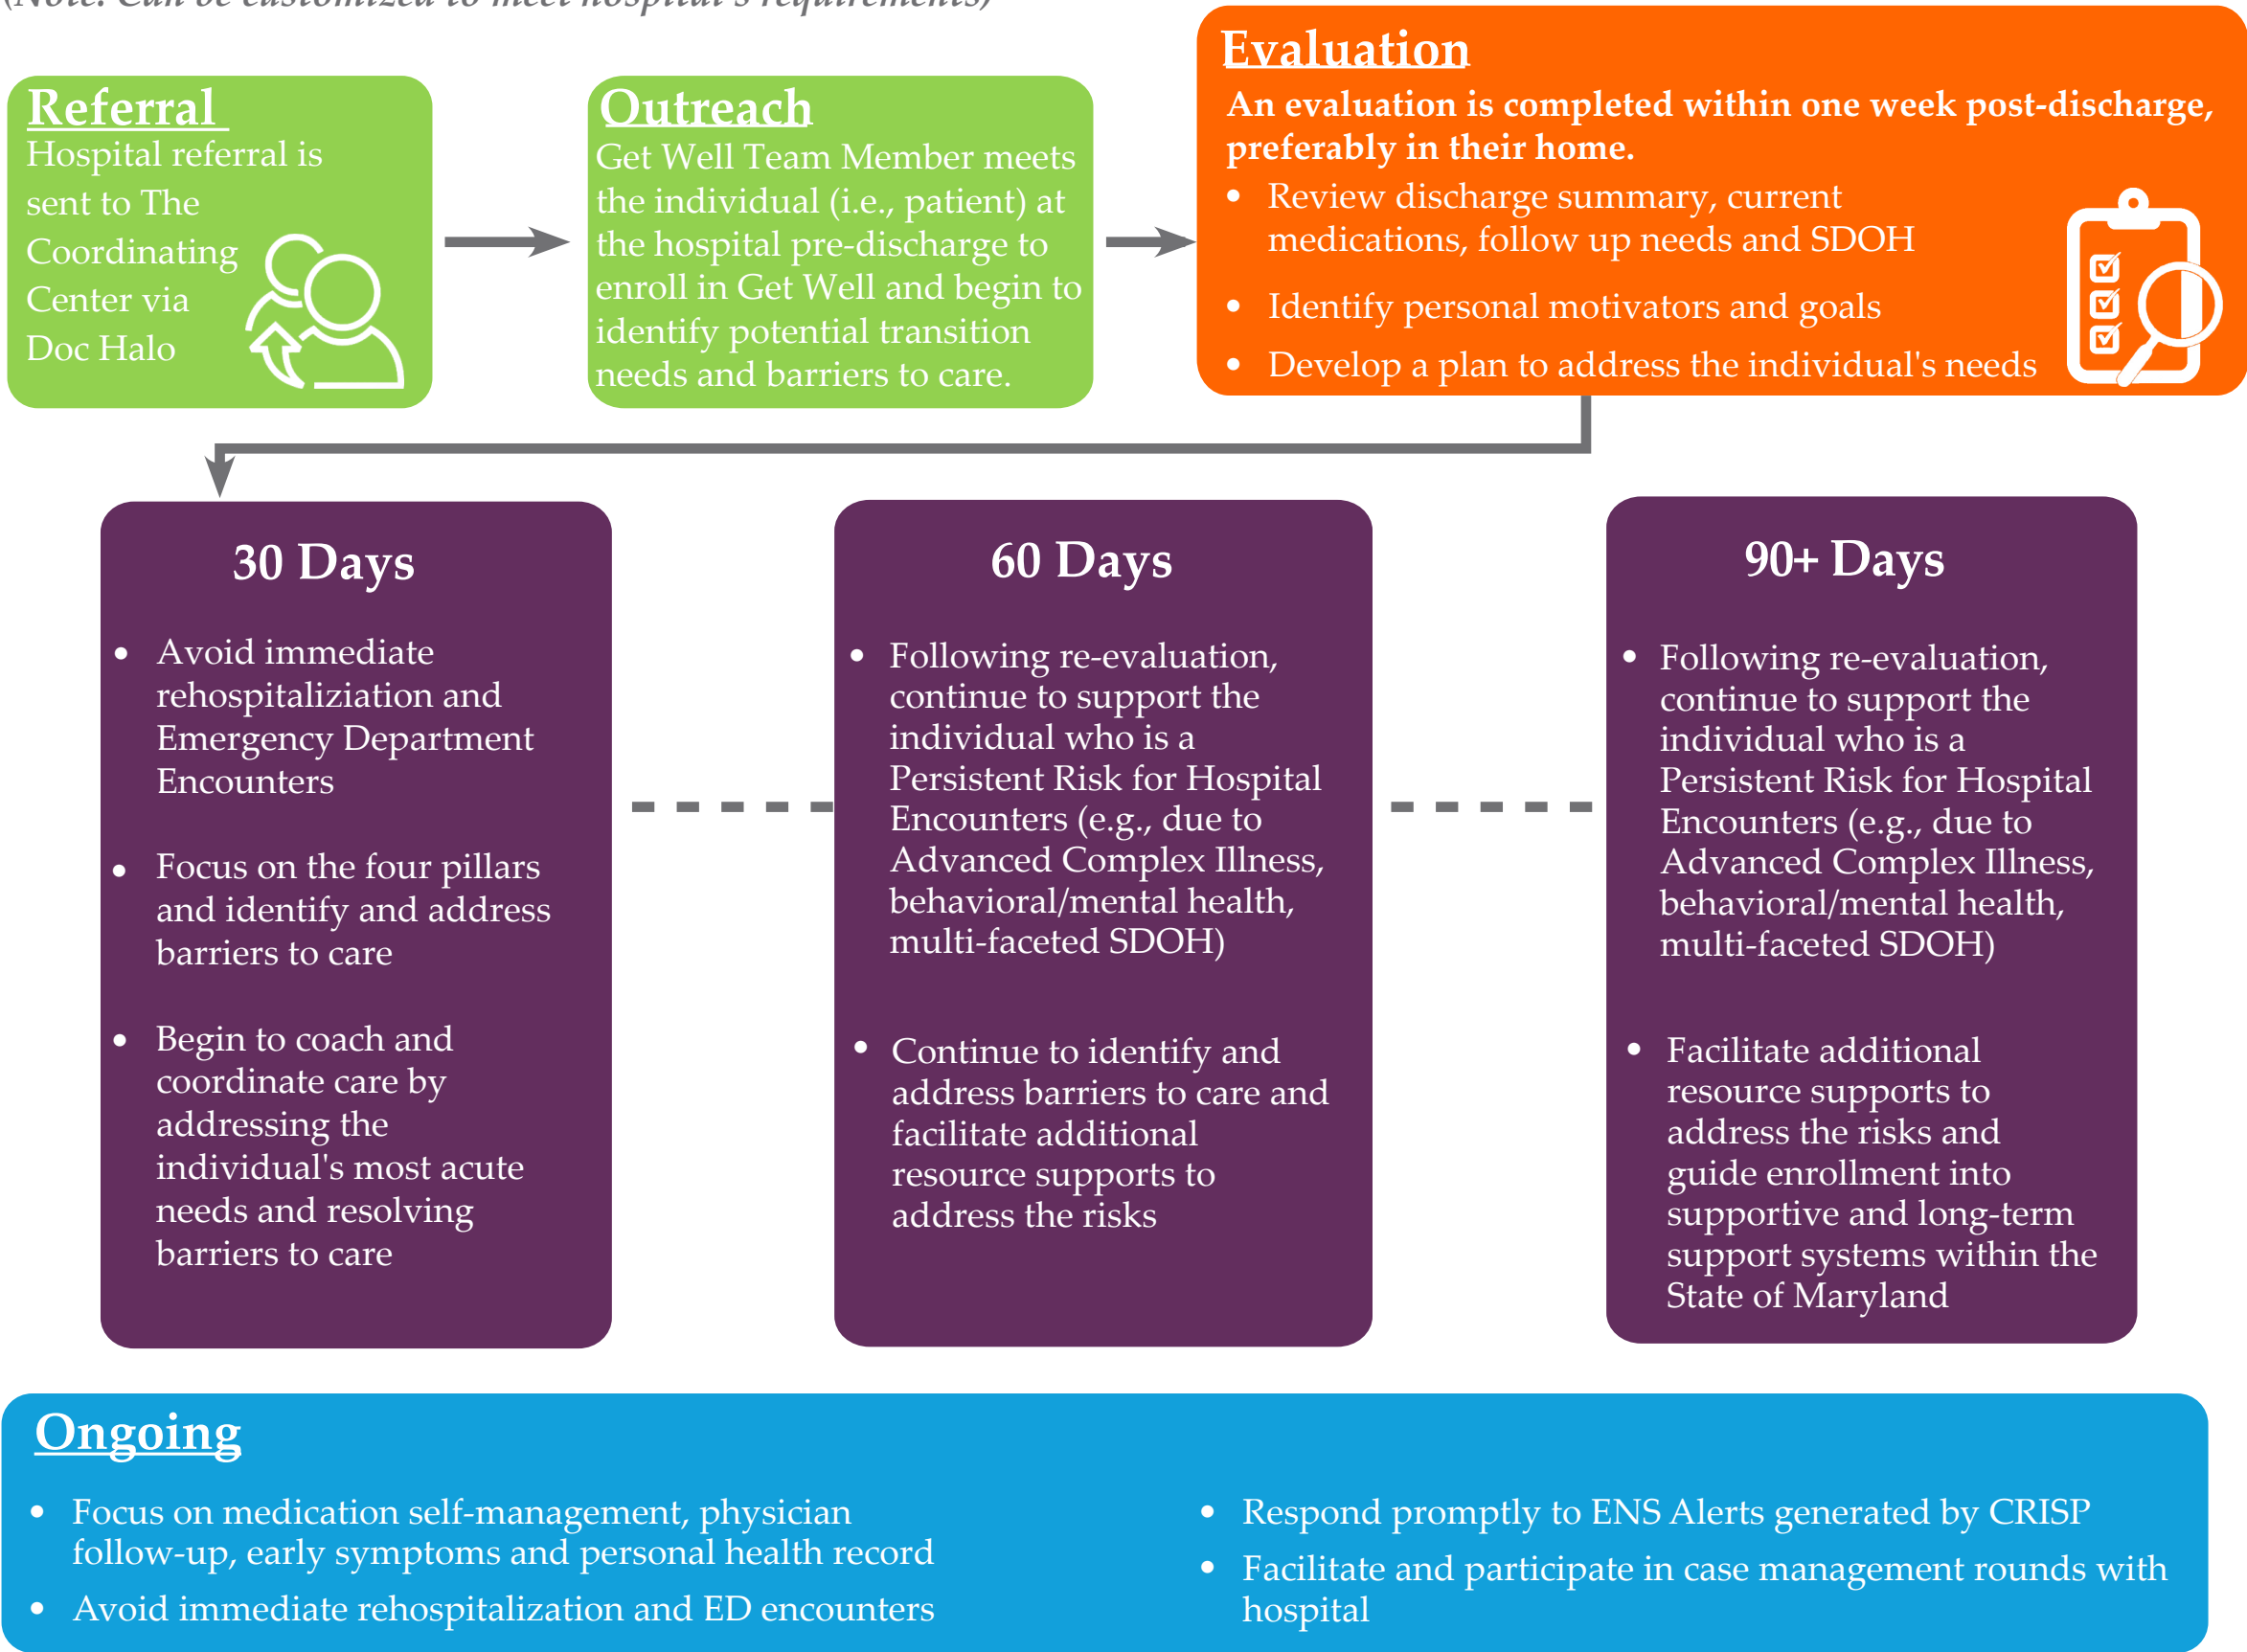 (Note: Can be customized to meet hospital's requirements)
Referral
Hospital referral is
sent to The
Coordinating
Center via
Doc Halo
Outreach
Get Well Team Member meets
the individual (i.e., patient) at
the hospital pre-discharge to
enroll in Get Well and begin to
identify potential transition
needs and barriers to care.
Evaluation
An evaluation is completed within one week post-discharge,
preferably in their home.
• Review discharge summary, current
medications, follow up needs and SDOH
• Identify personal motivators and goals
• Develop a plan to address the individual's needs
30 Days
• Avoid immediate
rehospitaliziation and
Emergency Department
Encounters
• Focus on the four pillars
and identify and address
barriers to care
• Begin to coach and
coordinate care by
addressing the
individual's most acute
needs and resolving
barriers to care
60 Days
• Following re-evaluation,
continue to support the
individual who is a
Persistent Risk for Hospital
Encounters (e.g., due to
Advanced Complex Illness,
behavioral/mental health,
multi-faceted SDOH)
• Continue to identify and
address barriers to care and
facilitate additional
resource supports to
address the risks
90+ Days
• Following re-evaluation,
continue to support the
individual who is a
Persistent Risk for Hospital
Encounters (e.g., due to
Advanced Complex Illness,
behavioral/mental health,
multi-faceted SDOH)
• Facilitate additional
resource supports to
address the risks and
guide enrollment into
supportive and long-term
support systems within the
State of Maryland
Ongoing
• Focus on medication self-management, physician
follow-up, early symptoms and personal health record
• Avoid immediate rehospitalization and ED encounters
• Respond promptly to ENS Alerts generated by CRISP
• Facilitate and participate in case management rounds with
hospital